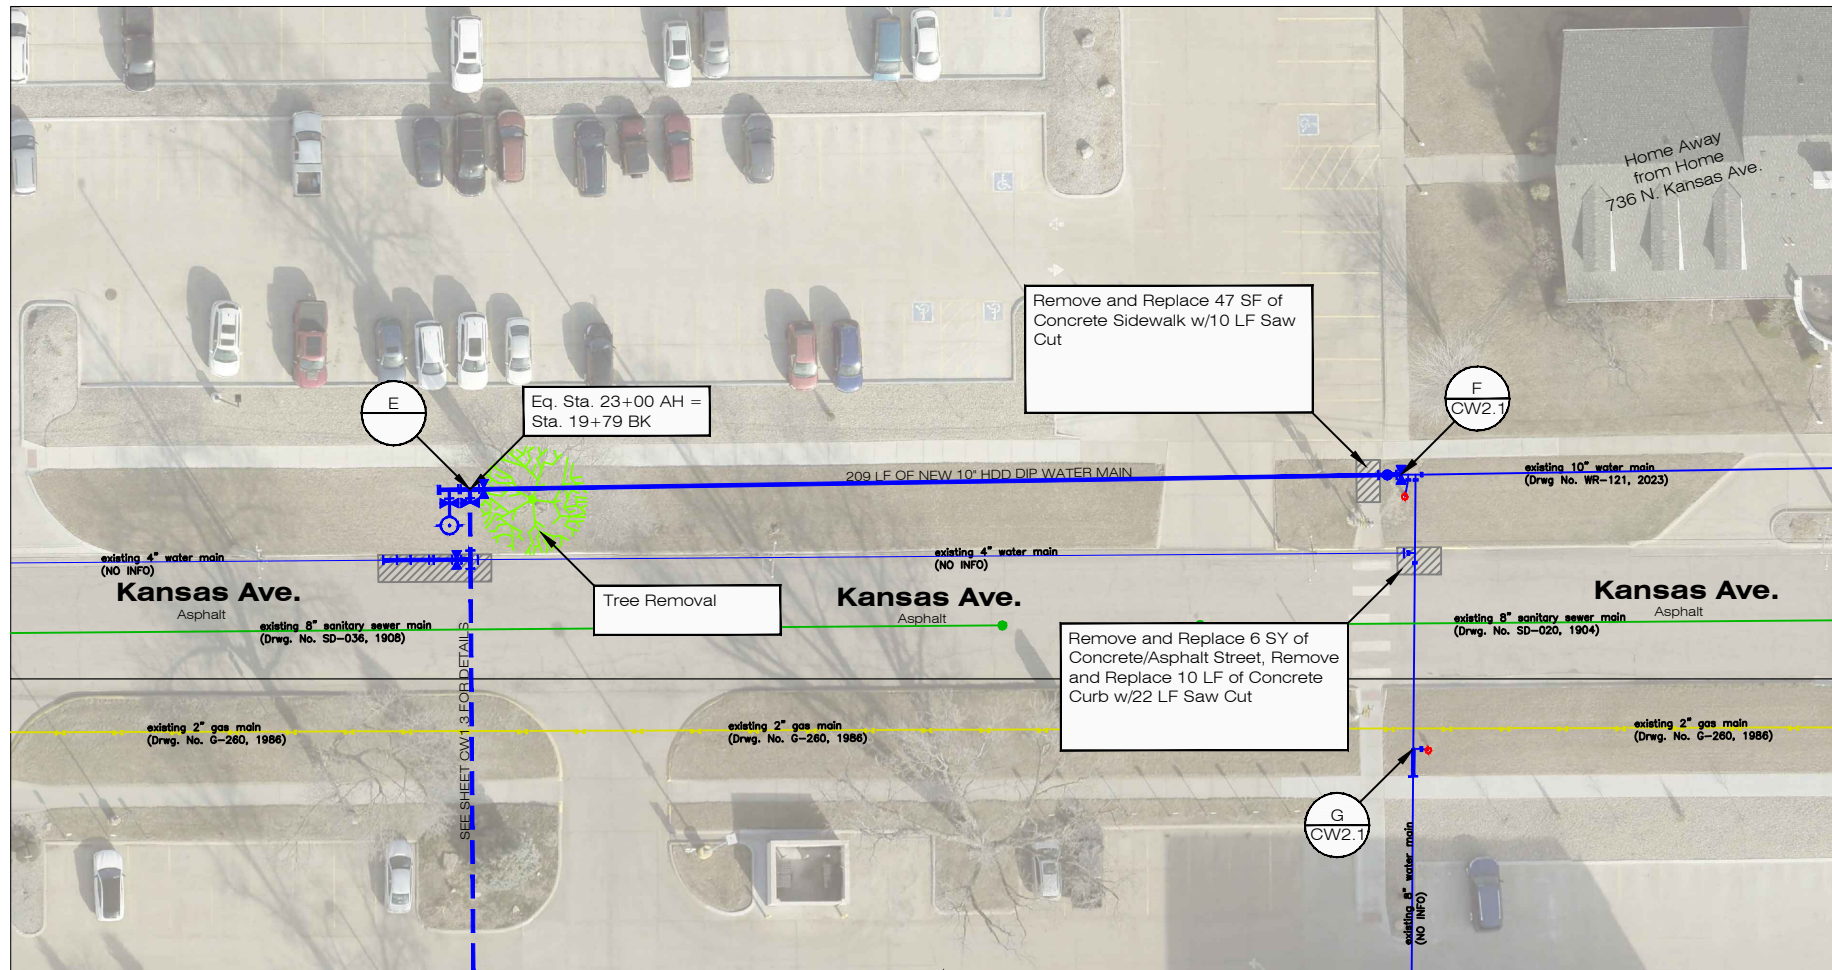 Home Away
from Home
736 N. Kansas Ave.
Remove and Replace 47 SF of
Concrete Sidewalk w/10 LF Saw
Cut
E
Eq. Sta. 23+00 AH =
Sta. 19+79 BK
F
CW2.1
209 LF OF NEW 10" HDD DIP WATER MAIN
existing 10" water main
(Drwg No. WR-121, 2023)
existing 4" water main
(NO INFO)
existing 4" water main
(NO INFO)
Kansas Ave.
Asphalt
Tree Removal
Kansas Ave.
Asphalt
Kansas Ave.
Asphalt
existing 8" sanitary sewer main
(Drwg. No. SD-036, 1908)
existing 8" sanitary sewer main
(Drwg. No. SD-020, 1904)
Remove and Replace 6 SY of
Concrete/Asphalt Street, Remove
and Replace 10 LF of Concrete
Curb w/22 LF Saw Cut
SEE SHEET CW1.3 FOR DETAILS
existing 2" gas main
(Drwg. No. G-260, 1986)
existing 2" gas main
(Drwg. No. G-260, 1986)
existing 2" gas main
(Drwg. No. G-260, 1986)
G
CW2.1
existing 8" water main
(NO INFO)